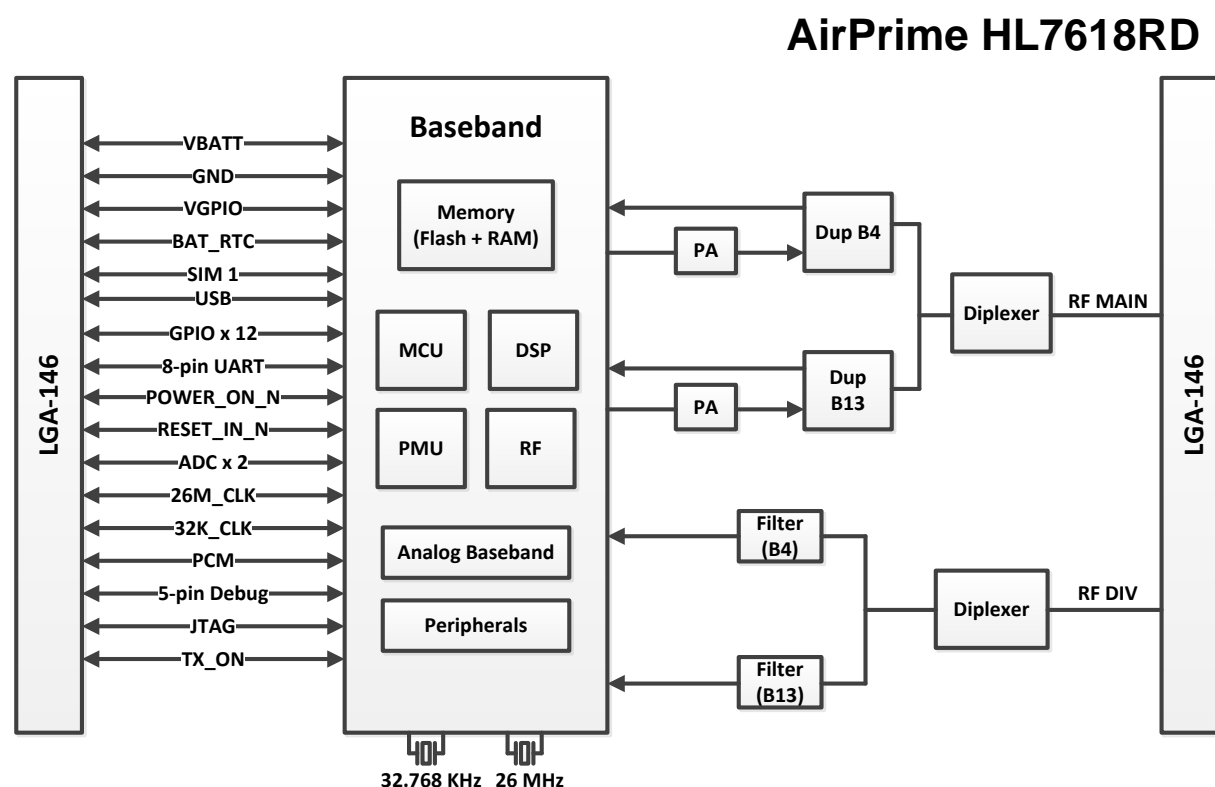 AirPrime HL7618RD
LGA-146
VBATT
GND
VGPIO
BAT_RTC
SIM 1
USB
GPIO x 12
8-pin UART
POWER_ON_N
RESET_IN_N
ADC x 2
26M_CLK
32K_CLK
PCM
5-pin Debug
JTAG
TX_ON
Baseband
Memory
(Flash + RAM)
MCU
DSP
PMU
RF
Analog Baseband
Peripherals
32.768 KHz
26 MHz
PA
Dup B4
PA
Dup
B13
Diplexer
RF MAIN
Filter
(B4)
Filter
(B13)
Diplexer
RF DIV
LGA-146